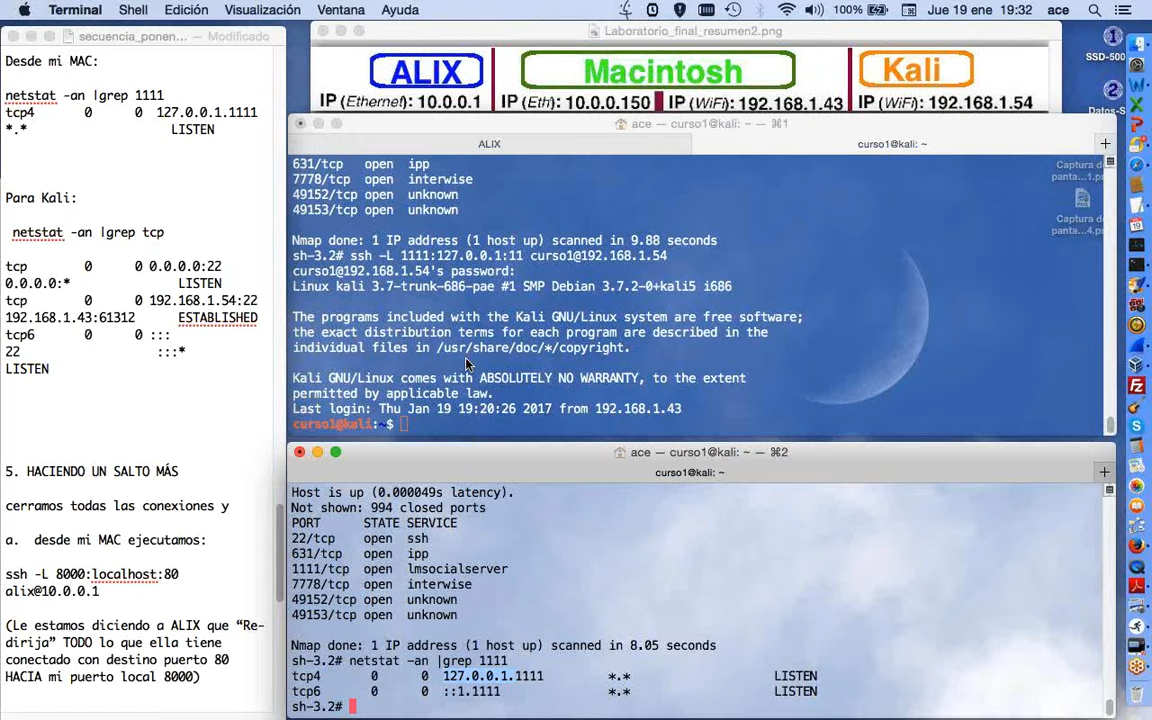 Terminal Shell Edición Visualización Ventana Ayuda 100% Jue 19 ene 19:32 ace
secuencia_ponen... — Modificado
Desde mi MAC:
netstat -an |grep 1111
tcp4 0 0 127.0.0.1.1111
*.* LISTEN
Para Kali:
netstat -an |grep tcp
tcp 0 0 0.0.0.0:22
0.0.0.0:* LISTEN
tcp 0 0 192.168.1.54:22
192.168.1.43:61312 ESTABLISHED
tcp6 0 0 :::
22 :::*
LISTEN
5. HACIENDO UN SALTO MÁS
cerramos todas las conexiones y
a. desde mi MAC ejecutamos:
ssh -L 8000:localhost:80
alix@10.0.0.1
(Le estamos diciendo a ALIX que “Re-
dirija” TODO lo que ella tiene
conectado con destino puerto 80
HACIA mi puerto local 8000)
Laboratorio_final_resumen2.png
ALIX Macintosh Kali
IP (Ethernet): 10.0.0.1 IP (Eth): 10.0.0.150 IP (WiFi): 192.168.1.43 IP (WiFi): 192.168.1.54
ace — curso1@kali: ~ — ⌘1
ALIX curso1@kali: ~
631/tcp open ipp
7778/tcp open interwise
49152/tcp open unknown
49153/tcp open unknown
Nmap done: 1 IP address (1 host up) scanned in 9.88 seconds
sh-3.2# ssh -L 1111:127.0.0.1:11 curso1@192.168.1.54
curso1@192.168.1.54's password:
Linux kali 3.7-trunk-686-pae #1 SMP Debian 3.7.2-0+kali5 i686
The programs included with the Kali GNU/Linux system are free software;
the exact distribution terms for each program are described in the
individual files in /usr/share/doc/*/copyright.
Kali GNU/Linux comes with ABSOLUTELY NO WARRANTY, to the extent
permitted by applicable law.
Last login: Thu Jan 19 19:20:26 2017 from 192.168.1.43
curso1@kali:~$
ace — curso1@kali: ~ — ⌘2
curso1@kali: ~
Host is up (0.000049s latency).
Not shown: 994 closed ports
PORT STATE SERVICE
22/tcp open ssh
631/tcp open ipp
1111/tcp open lmsocialserver
7778/tcp open interwise
49152/tcp open unknown
49153/tcp open unknown
Nmap done: 1 IP address (1 host up) scanned in 8.05 seconds
sh-3.2# netstat -an |grep 1111
tcp4 0 0 127.0.0.1.1111 *.* LISTEN
tcp6 0 0 ::1.1111 *.* LISTEN
sh-3.2#
SSD-500
Datos-S
Captura de
panta...1.png
Captura de
panta...4.png